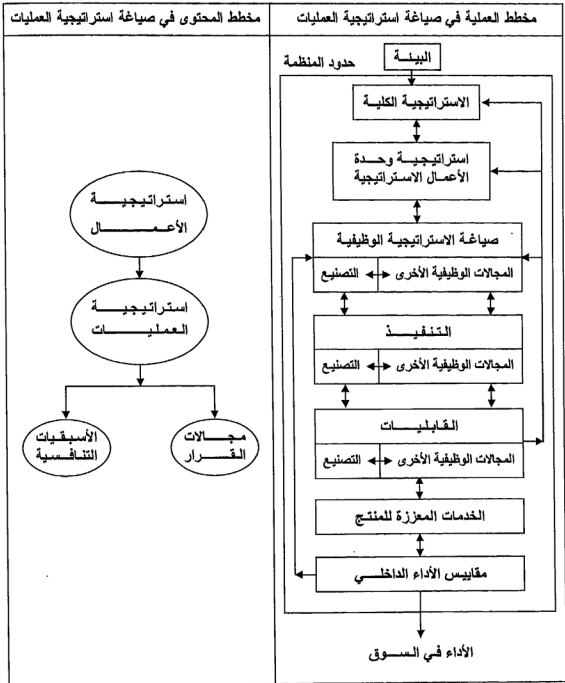 مخطط العملية في صياغة استراتيجية العمليات
البيئة
حدود المنظمة
الاستراتيجية الكلية
استراتيجية وحدة
الأعمال الاستراتيجية
صياغة الاستراتيجية الوظيفية
المجالات الوظيفية الأخرى
التصنيع
التنفيذ
المجالات الوظيفية الأخرى
التصنيع
القابليات
المجالات الوظيفية الأخرى
التصنيع
الخدمات المعززة للمنتج
مقاييس الأداء الداخلي
الأداء في السوق
مخطط المحتوى في صياغة استراتيجية العمليات
استراتيجية
الأعمال
استراتيجية
العمليات
مجالات
القرار
الأسبقيات
التنافسية